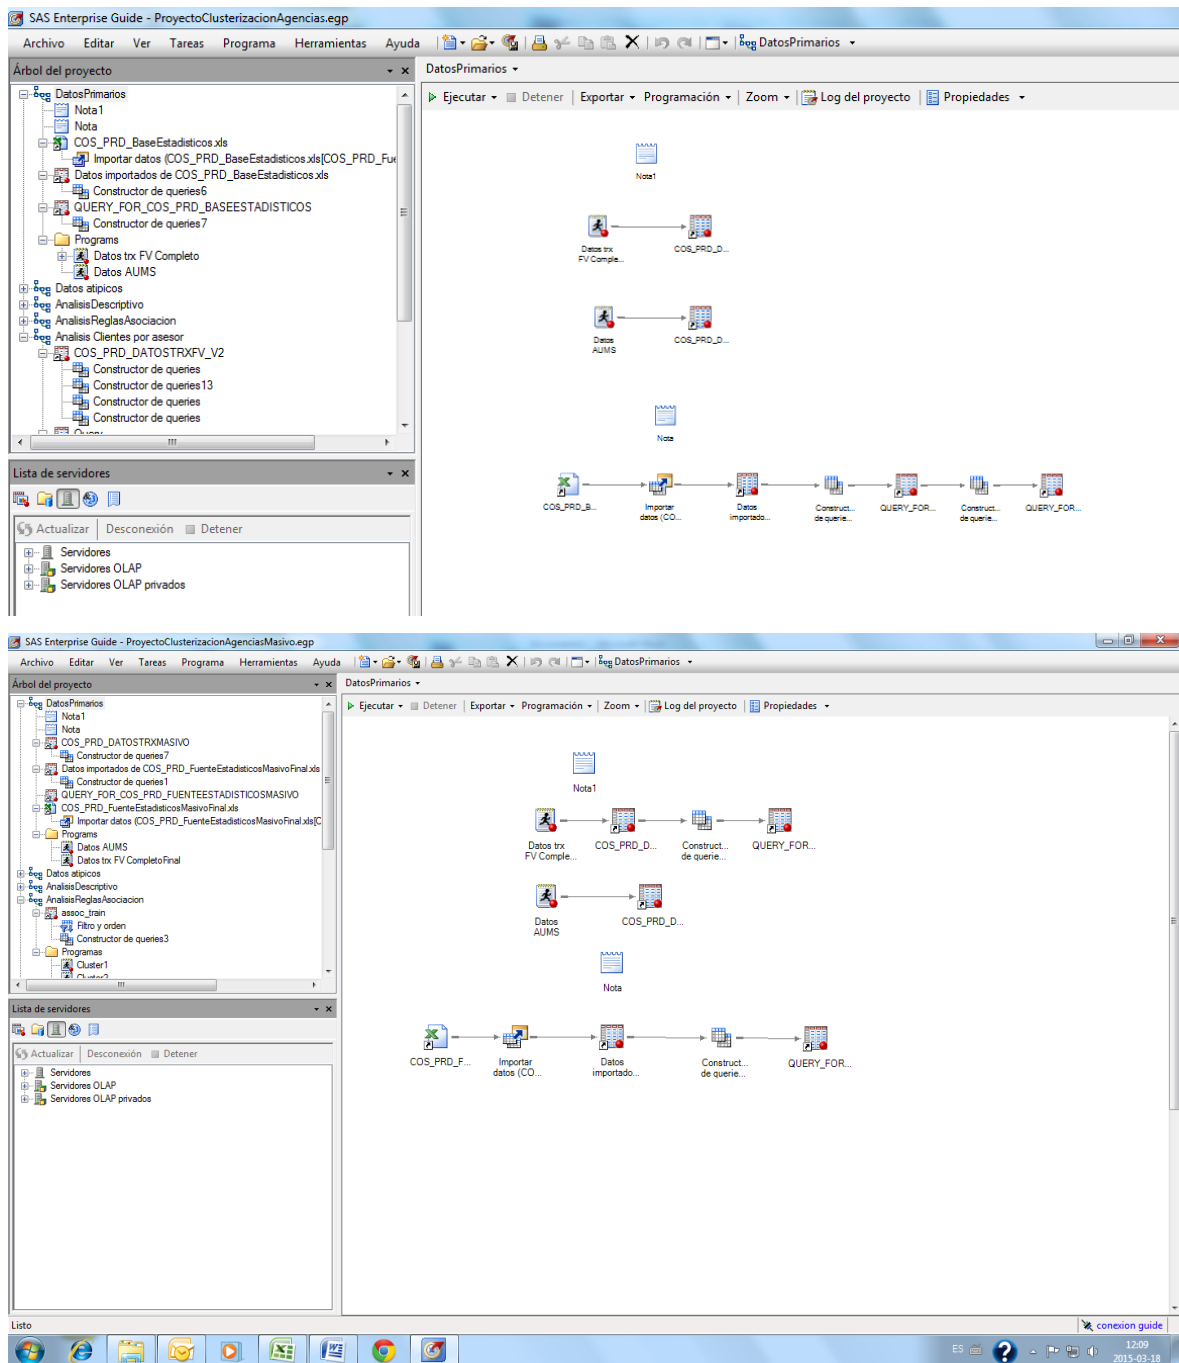 SAS Enterprise Guide - ProyectoClusterizacionAgencias.egp
Archivo Editar Ver Tareas Programa Herramientas Ayuda DatosPrimarios
Árbol del proyecto
DatosPrimarios
Nota1
Nota
COS_PRD_BaseEstadisticos.xls
Importar datos (COS_PRD_BaseEstadisticos.xls[COS_PRD_Fue
Datos importados de COS_PRD_BaseEstadisticos.xls
Constructor de queries6
QUERY_FOR_COS_PRD_BASEESTADISTICOS
Constructor de queries7
Programs
Datos trx FV Completo
Datos AUMS
Datos atipicos
AnalisisDescriptivo
AnalisisReglasAsociacion
Analisis Clientes por asesor
COS_PRD_DATOSTRXFV_V2
Constructor de queries
Constructor de queries13
Constructor de queries
Constructor de queries
Query
Lista de servidores
Actualizar Desconexión Detener
Servidores
Servidores OLAP
Servidores OLAP privados
DatosPrimarios
Ejecutar Detener Exportar Programación Zoom Log del proyecto Propiedades
Nota1
Datos trx FV Comple...
COS_PRD_D...
Datos AUMS
COS_PRD_D...
Nota
COS_PRD_B...
Importar datos (CO...
Datos importado...
Construct... de querie...
QUERY_FOR...
Construct... de querie...
QUERY_FOR...
SAS Enterprise Guide - ProyectoClusterizacionAgenciasMasivo.egp
Archivo Editar Ver Tareas Programa Herramientas Ayuda DatosPrimarios
Árbol del proyecto
DatosPrimarios
Nota1
Nota
COS_PRD_DATOSTRXMASIVO
Constructor de queries7
Datos importados de COS_PRD_FuenteEstadisticosMasivoFinal.xls
Constructor de queries1
QUERY_FOR_COS_PRD_FUENTEESTADISTICOSMASIVO
COS_PRD_FuenteEstadisticosMasivoFinal.xls
Importar datos (COS_PRD_FuenteEstadisticosMasivoFinal.xls[C
Programs
Datos AUMS
Datos trx FV CompletoFinal
Datos atipicos
AnalisisDescriptivo
AnalisisReglasAsociacion
assoc_train
Filtro y orden
Constructor de queries3
Programas
Cluster1
Cluster2
Lista de servidores
Actualizar Desconexión Detener
Servidores
Servidores OLAP
Servidores OLAP privados
DatosPrimarios
Ejecutar Detener Exportar Programación Zoom Log del proyecto Propiedades
Nota1
Datos trx FV Comple...
COS_PRD_D...
Construct... de querie...
QUERY_FOR...
Datos AUMS
COS_PRD_D...
Nota
COS_PRD_F...
Importar datos (CO...
Datos importado...
Construct... de querie...
QUERY_FOR...
Listo
conexion guide
ES
12:09
2015-03-18